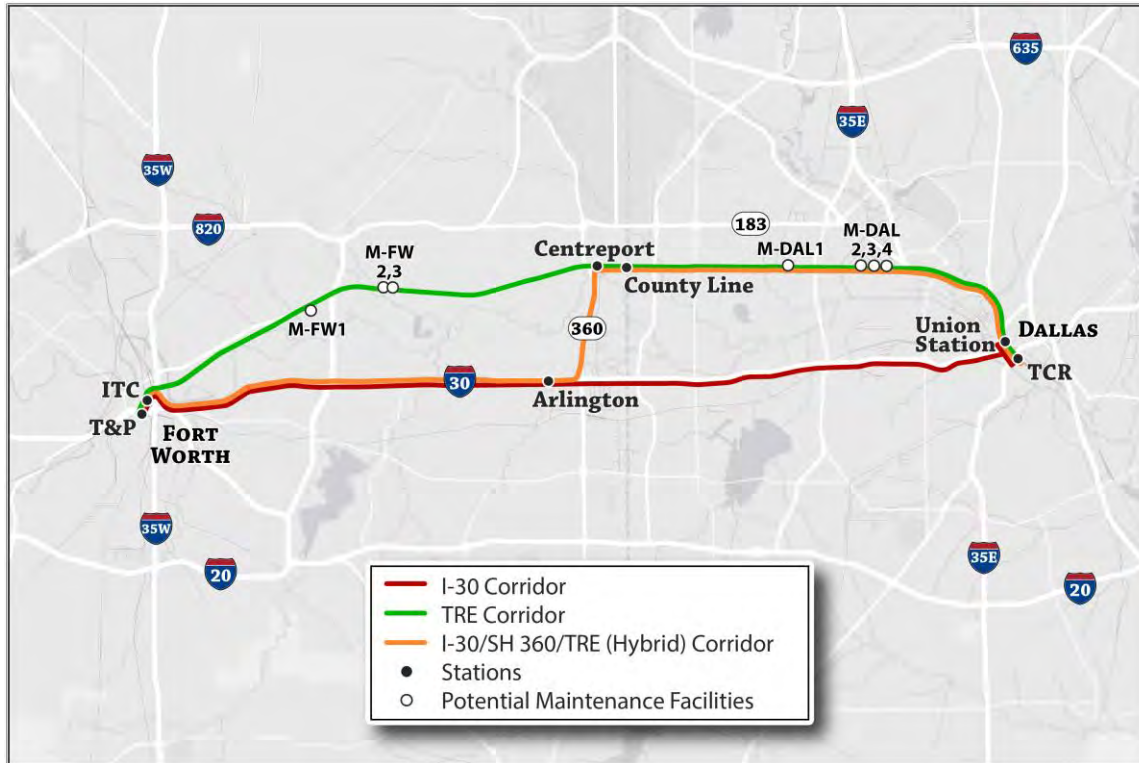 635
35E
35W
820
183
M-FW
2,3
M-DAL1
M-DAL
2,3,4
Centreport
County Line
M-FW1
360
Union
Station
DALLAS
TCR
ITC
T&P
FORT
WORTH
30
Arlington
35W
20
35E
20
I-30 Corridor
TRE Corridor
I-30/SH 360/TRE (Hybrid) Corridor
Stations
Potential Maintenance Facilities